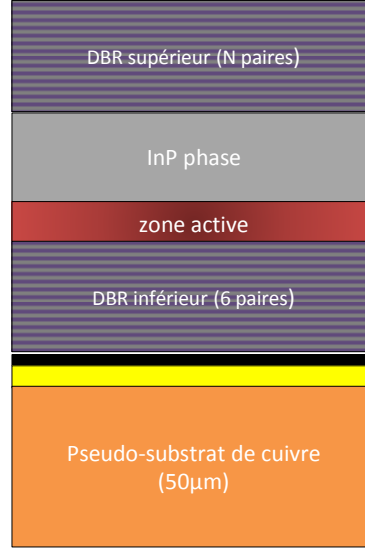 DBR supérieur (N paires)
InP phase
zone active
DBR inférieur (6 paires)
Pseudo-substrat de cuivre
(50μm)